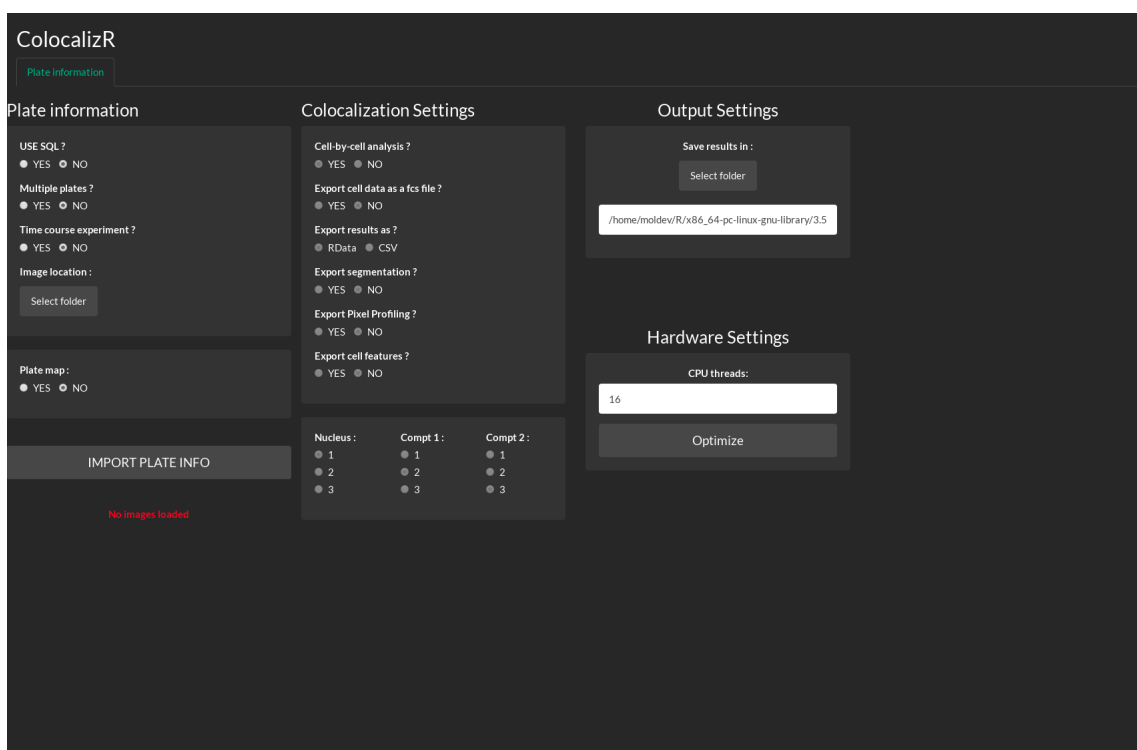 ColocalizR
Plate information
Plate information
USE SQL ?
YES NO
Multiple plates ?
YES NO
Time course experiment ?
YES NO
Image location :
Select folder
Plate map :
YES NO
IMPORT PLATE INFO
No images loaded
Colocalization Settings
Cell-by-cell analysis ?
YES NO
Export cell data as a fcs file ?
YES NO
Export results as ?
RData CSV
Export segmentation ?
YES NO
Export Pixel Profiling ?
YES NO
Export cell features ?
YES NO
Nucleus : Compt 1 : Compt 2 :
1 1 1
2 2 2
3 3 3
Output Settings
Save results in :
Select folder
/home/moldev/R/x86_64-pc-linux-gnu-library/3.5
Hardware Settings
CPU threads:
16
Optimize